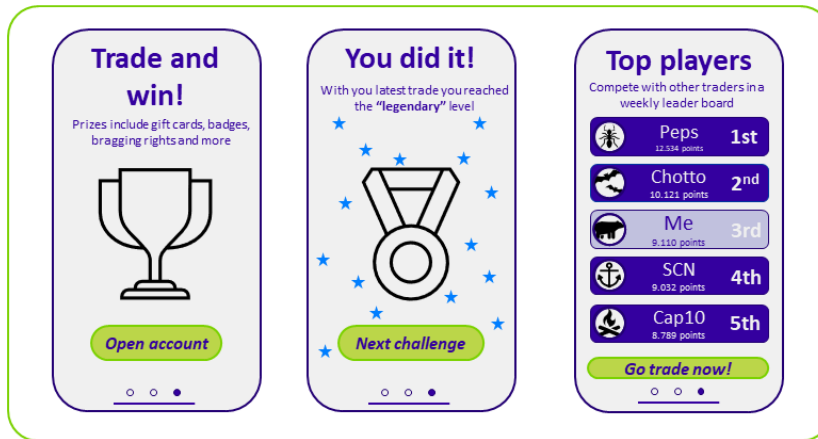 Trade and
win!
Prizes include gift cards, badges,
bragging rights and more
Open account
You did it!
With you latest trade you reached
the “legendary” level
Next challenge
Top players
Compete with other traders in a
weekly leader board
Peps
12.534 points
1st
Chotto
10.121 points
2nd
Me
9.110 points
3rd
SCN
9.032 points
4th
Cap10
8.789 points
5th
Go trade now!